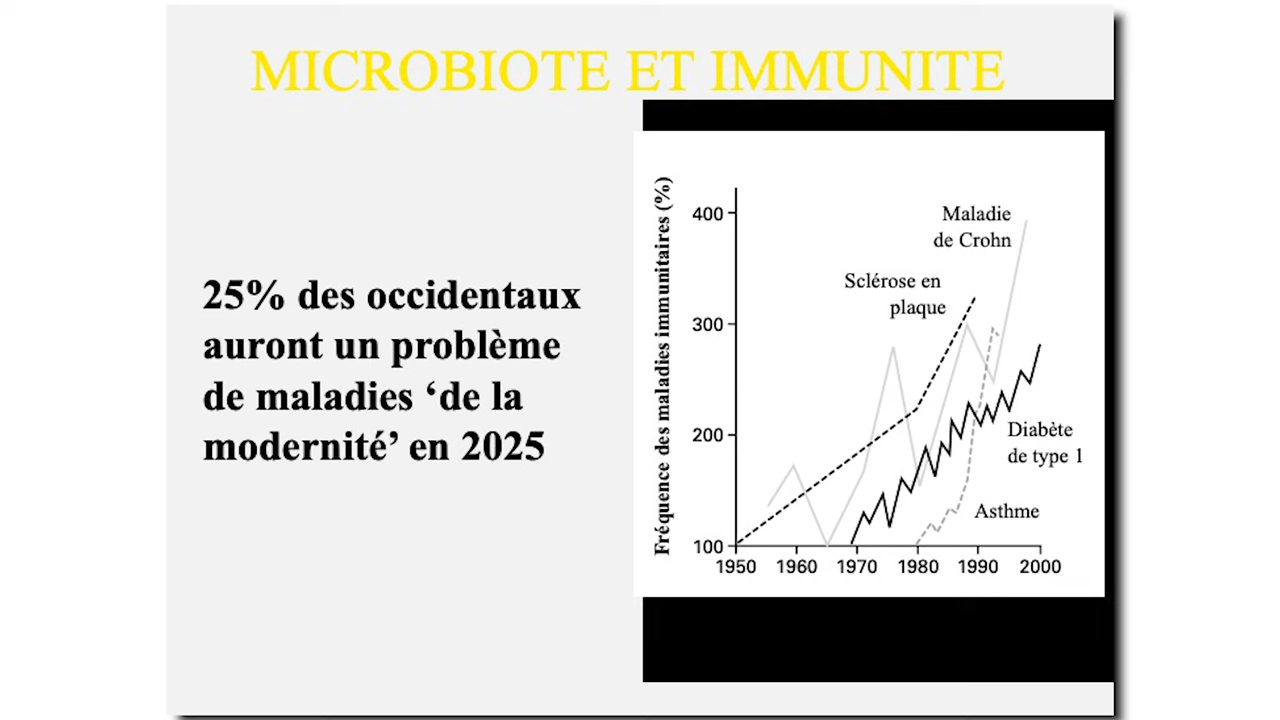 MICROBIOTE ET IMMUNITE
25% des occidentaux
auront un problème
de maladies ‘de la
modernité’ en 2025
Fréquence des maladies immunitaires (%)
400
300
200
100
Maladie
de Crohn
Sclérose en
plaque
Diabète
de type 1
Asthme
1950 1960 1970 1980 1990 2000